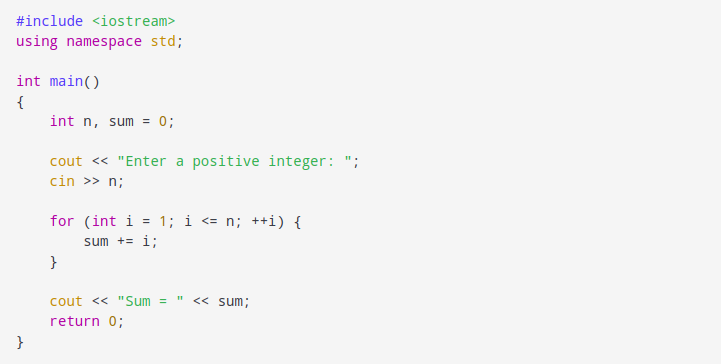 #include <iostream>
using namespace std;

int main()
{
    int n, sum = 0;

    cout << "Enter a positive integer: ";
    cin >> n;

    for (int i = 1; i <= n; ++i) {
        sum += i;
    }

    cout << "Sum = " << sum;
    return 0;
}